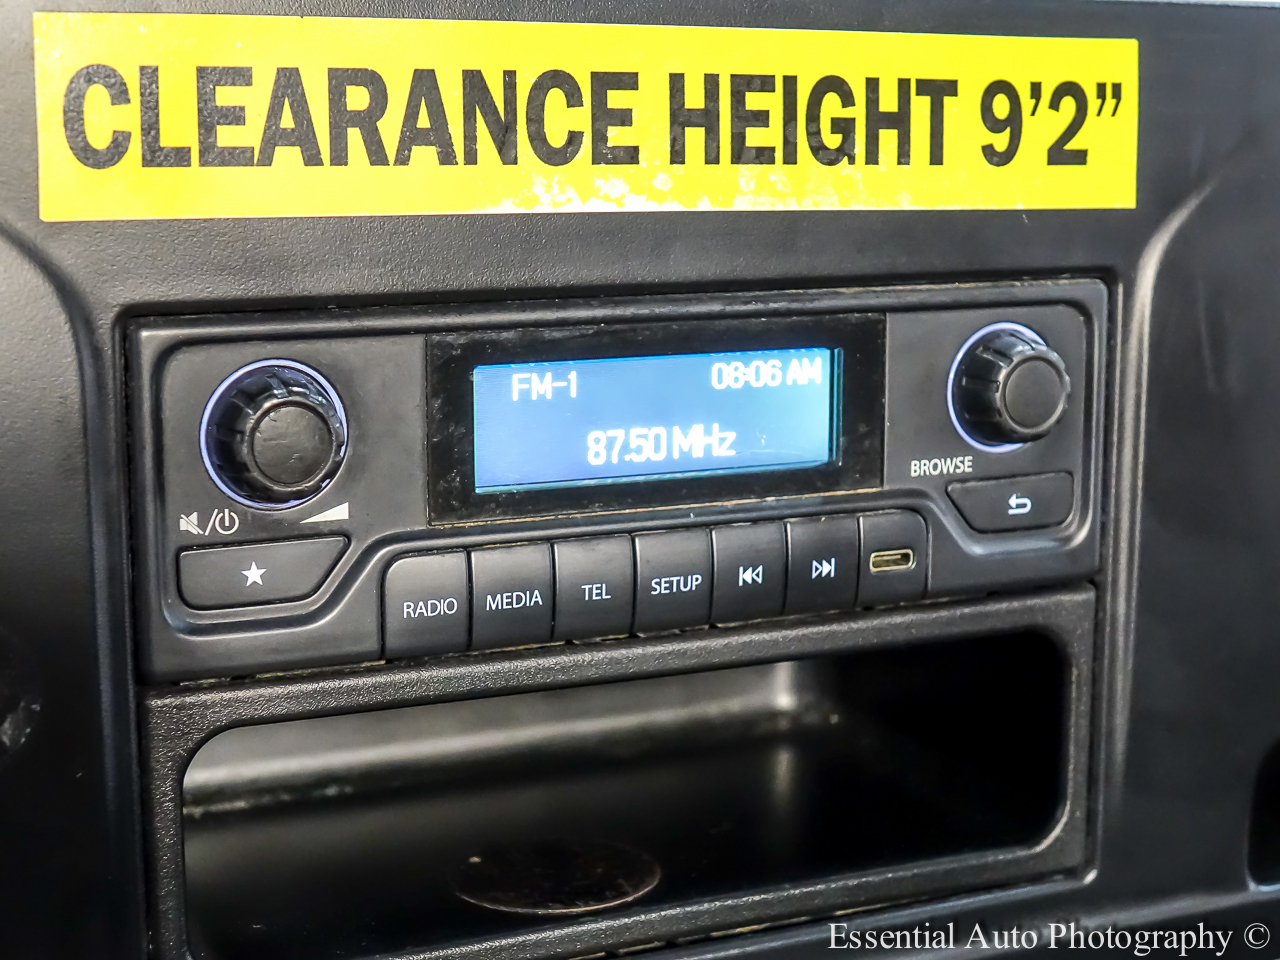 CLEARANCE HEIGHT 9'2"
FM-1 08:06 AM
87.50 MHz
BROWSE
RADIO MEDIA TEL SETUP
Essential Auto Photography ©